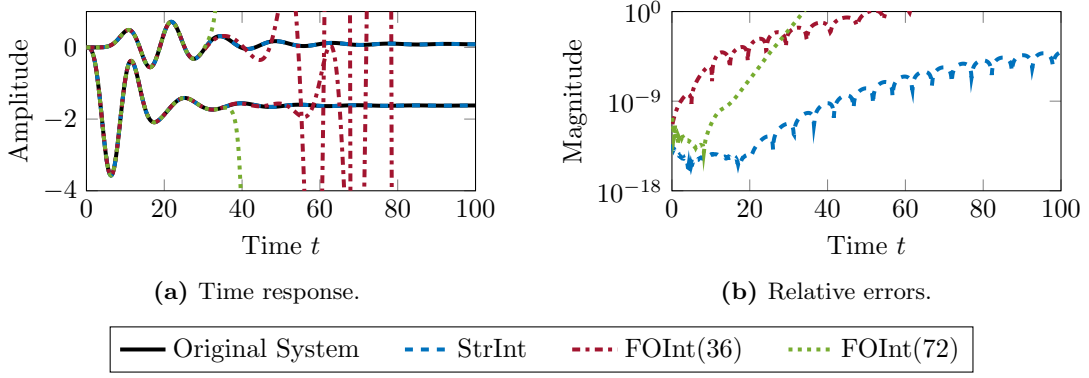 Amplitude
0
−2
−4
0 20 40 60 80 100
Time t
(a) Time response.
Magnitude
10^0
10^−9
10^−18
0 20 40 60 80 100
Time t
(b) Relative errors.
Original System StrInt FOInt(36) FOInt(72)